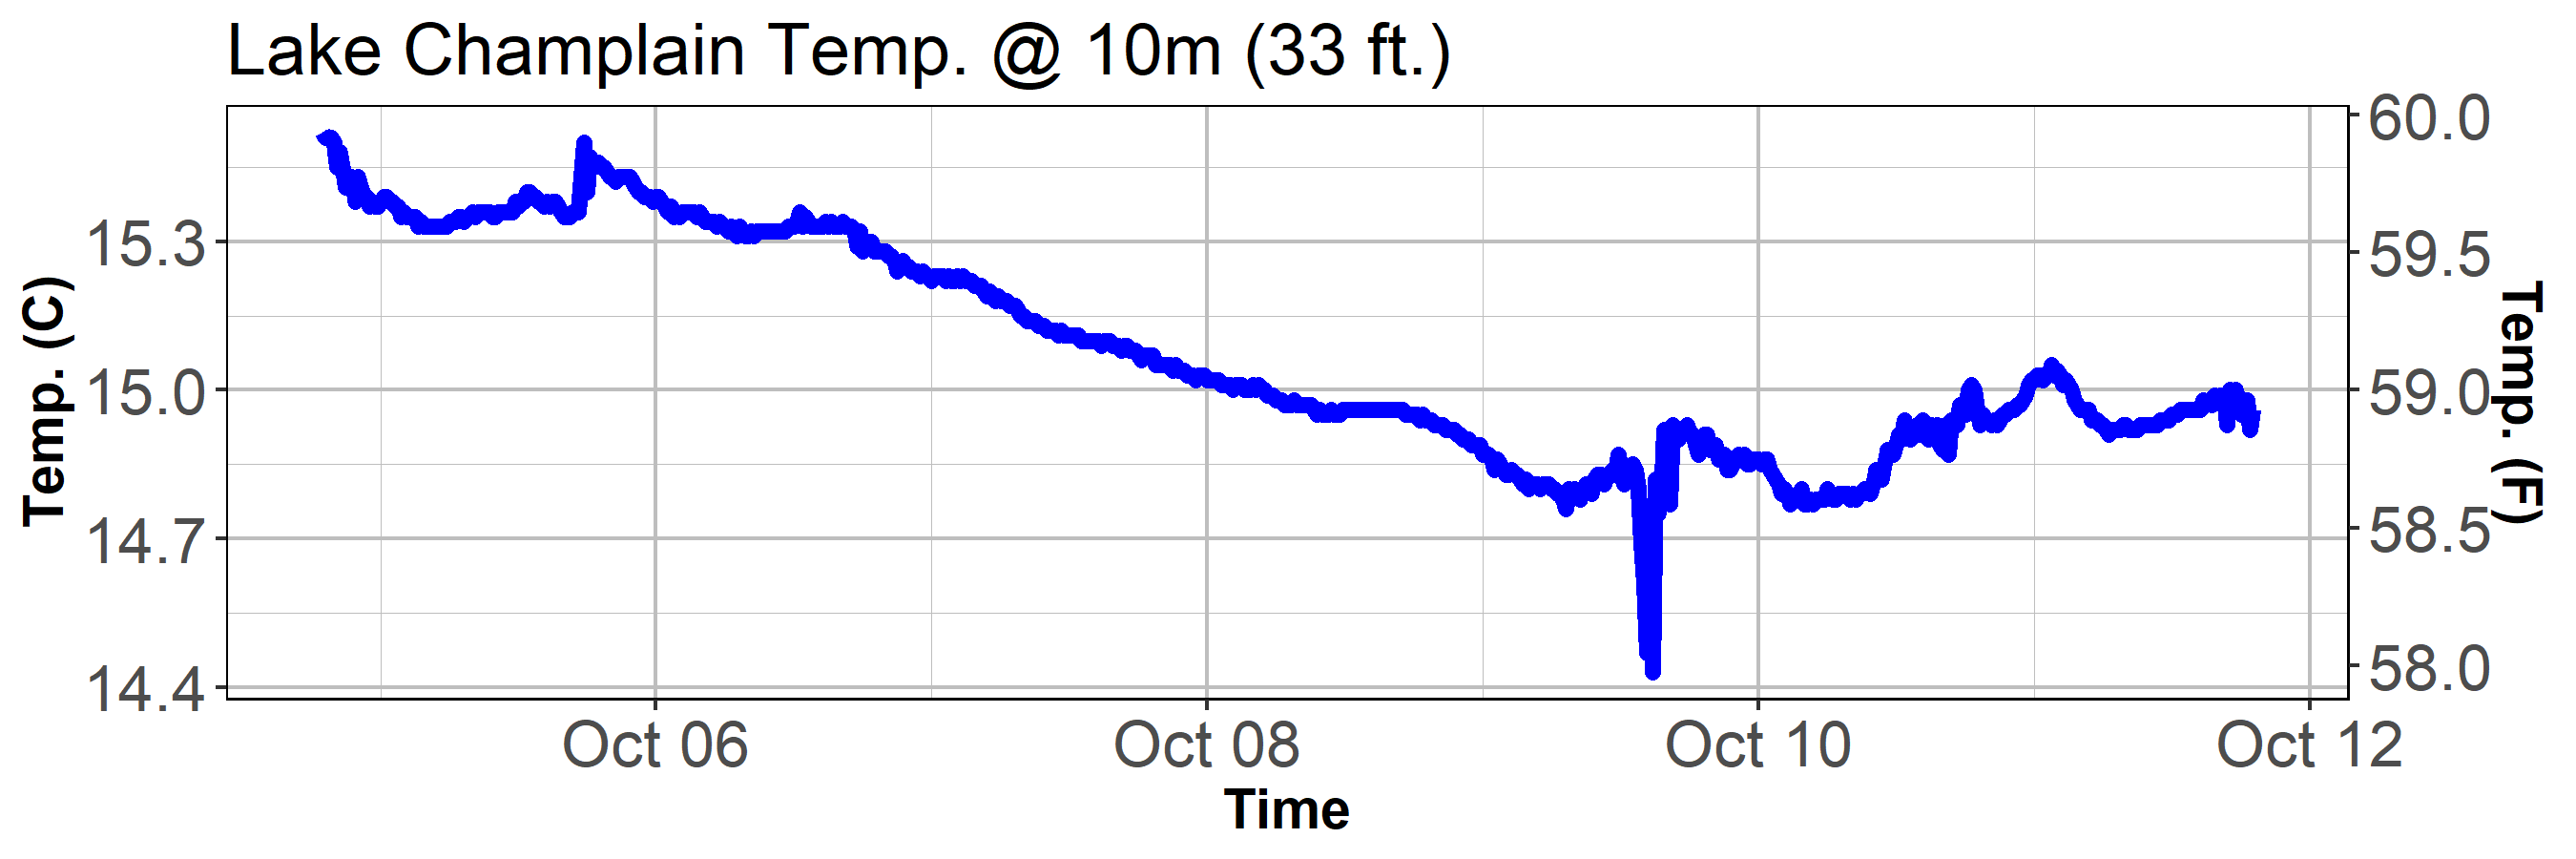 Lake Champlain Temp. @ 10m (33 ft.)
60.0
15.3
59.5
15.0
59.0
14.7
58.5
14.4
58.0
Temp. (C)
Temp. (F)
Oct 06
Oct 08
Oct 10
Oct 12
Time